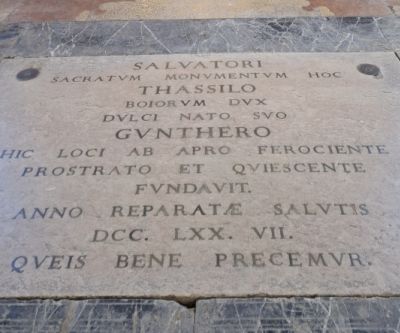 SALVATORI
SACRATVM MONVMENTVM HOC
THASSILO
BOIORVM DVX
DVLCI NATO SVO
GVNTHERO
HIC LOCI AB APRO FEROCIENTE
PROSTRATO ET QVIESCENTE
FVNDAVIT.
ANNO REPARATÆ SALVTIS
DCC. LXX. VII.
QVEIS BENE PRECEMVR.